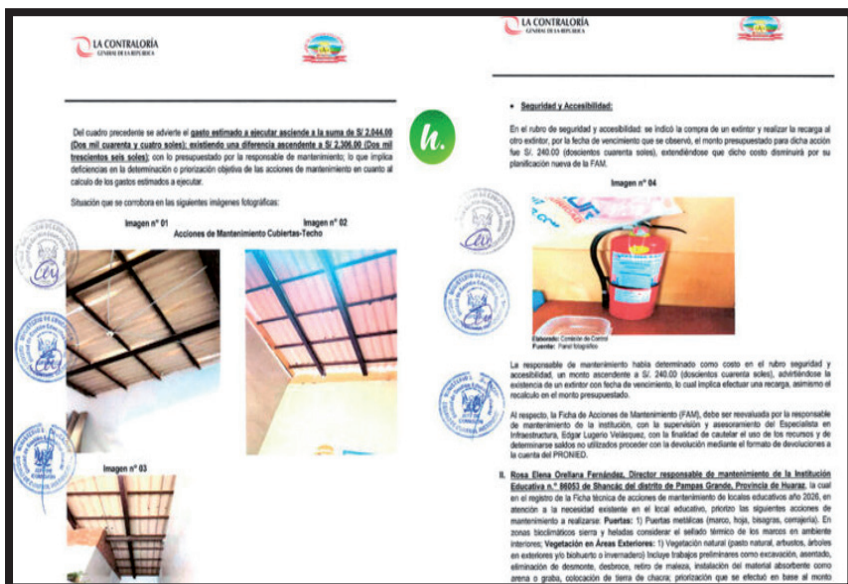 LA CONTRALORÍA
GENERAL DE LA REPÚBLICA
Del cuadro precedente se advierte el gasto estimado a ejecutar asciende a la suma de S/ 2,044.00
(Dos mil cuarenta y cuatro soles); existiendo una diferencia ascendente a S/ 2,306.00 (Dos mil
trescientos seis soles); con lo presupuestado por la responsable de mantenimiento; lo que implica
deficiencias en la determinación o priorización objetiva de las acciones de mantenimiento en cuanto al
calculo de los gastos estimados a ejecutar.
Situación que se corrobora en las siguientes imágenes fotográficas:
Imagen n° 01
Imagen n° 02
Acciones de Mantenimiento Cubiertas-Techo
Imagen n° 03
h.
LA CONTRALORÍA
GENERAL DE LA REPÚBLICA
• Seguridad y Accesibilidad:
En el rubro de seguridad y accesibilidad: se indicó la compra de un extintor y realizar la recarga al
otro extintor, por la fecha de vencimiento que se observó, el monto presupuestado para dicha acción
fue S/. 240.00 (doscientos cuarenta soles), extendiéndose que dicho costo disminuirá por su
planificación nueva de la FAM.
Imagen n° 04
Elaborado: Comisión de Control
Fuente: Panel fotográfico
La responsable de mantenimiento había determinado como costo en el rubro seguridad y
accesibilidad, un monto ascendente a S/. 240.00 (doscientos cuarenta soles), advirtiéndose la
existencia de un extintor con fecha de vencimiento, lo cual implica efectuar una recarga, asimismo el
recalculo en el monto presupuestado.
Al respecto, la Ficha de Acciones de Mantenimiento (FAM), debe ser reevaluada por la responsable
de mantenimiento de la institución, con la supervisión y asesoramiento del Especialista en
Infraestructura, Edgar Lugerio Velásquez, con la finalidad de cautelar el uso de los recursos y de
determinarse saldos no utilizados proceder con la devolución mediante el formato de devoluciones a
la cuenta del PRONIED.
II. Rosa Elena Orellana Fernández, Director responsable de mantenimiento de la Institución
Educativa n.° 86053 de Shancác del distrito de Pampas Grande, Provincia de Huaraz, la cual
en el registro de la Ficha técnica de acciones de mantenimiento de locales educativos año 2026, en
atención a la necesidad existente en el local educativo, priorizo las siguientes acciones de
mantenimiento a realizarse: Puertas: 1) Puertas metálicas (marco, hoja, bisagras, cerrajería). En
zonas bioclimáticos sierra y heladas considerar el sellado térmico de los marcos en ambiente
interiores; Vegetación en Áreas Exteriores: 1) Vegetación natural (pasto natural, arbustos, árboles
en exteriores y/o biohuerto o invernadero) Incluye trabajos preliminares como excavación, asentado,
eliminación de desmonte, desbroce, retiro de maleza, instalación del material absorbente como
arena o graba, colocación de tierra de chacra; priorización que se efectuó en base al monto